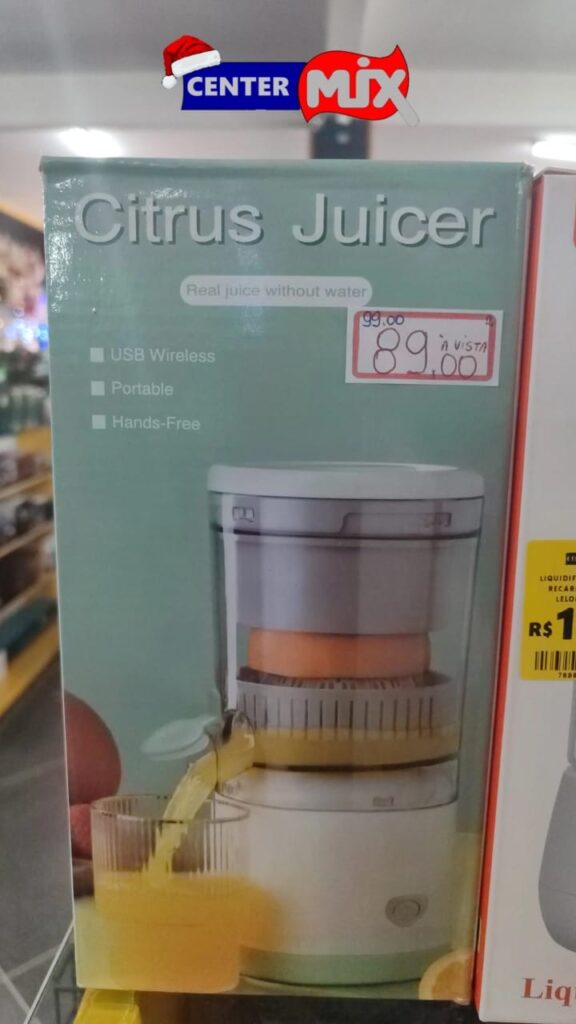 CENTER MIX
Citrus Juicer
Real juice without water
99,00
89,00 À VISTA
USB Wireless
Portable
Hands-Free
R$ 1
Liq